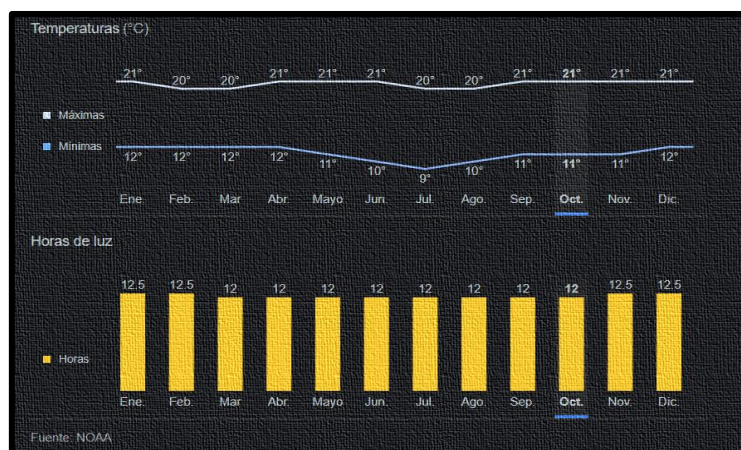 Temperaturas (°C)
21° 20° 20° 21° 21° 21° 20° 20° 21° 21° 21° 21°
Máximas
Mínimas
12° 12° 12° 12° 11° 10° 9° 10° 11° 11° 11° 12°
Ene. Feb. Mar Abr. Mayo Jun. Jul. Ago. Sep. Oct. Nov. Dic.
Horas de luz
12.5 12.5 12 12 12 12 12 12 12 12 12.5 12.5
Horas
Ene. Feb. Mar Abr. Mayo Jun. Jul. Ago. Sep. Oct. Nov. Dic.
Fuente: NOAA